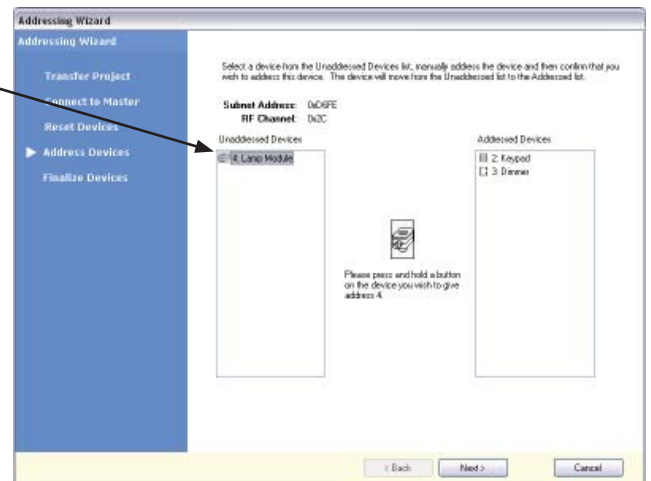 Addressing Wizard
Addressing Wizard
Transfer Project
Connect to Master
Reset Devices
Address Devices
Finalize Devices
Select a device from the Unaddressed Devices list, manually address the device and then confirm that you
wish to address this device. The device will move from the Unaddressed list to the Addressed list.
Subnet Address: 0xD6FE
RF Channel: 0x2C
Unaddressed Devices
4: Lamp Module
Please press and hold a button
on the device you wish to give
address 4.
Addressed Devices
2: Keypad
3: Dimmer
< Back
Next >
Cancel